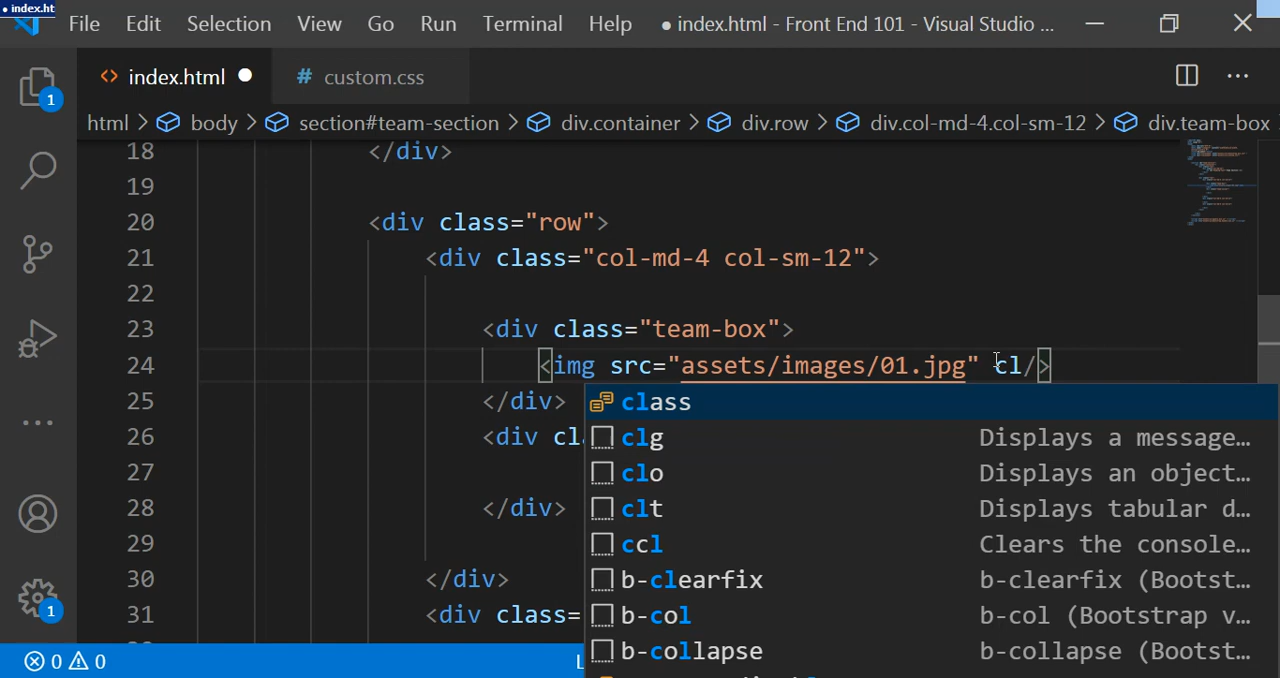 ● index.ht
File Edit Selection View Go Run Terminal Help ● index.html - Front End 101 - Visual Studio ...
<> index.html ● # custom.css ...
html > body > section#team-section > div.container > div.row > div.col-md-4.col-sm-12 > div.team-box
18 </div>
19
20 <div class="row">
21 <div class="col-md-4 col-sm-12">
22
23 <div class="team-box">
24 <img src="assets/images/01.jpg" cl/>
25 </div>
class
26 <div cl
clg Displays a message…
27
clo Displays an object…
28 </div>
clt Displays tabular d…
29
ccl Clears the console…
30 </div>
b-clearfix b-clearfix (Bootst…
31 <div class=
b-col b-col (Bootstrap v…
b-collapse b-collapse (Bootst…
1
1
0 0